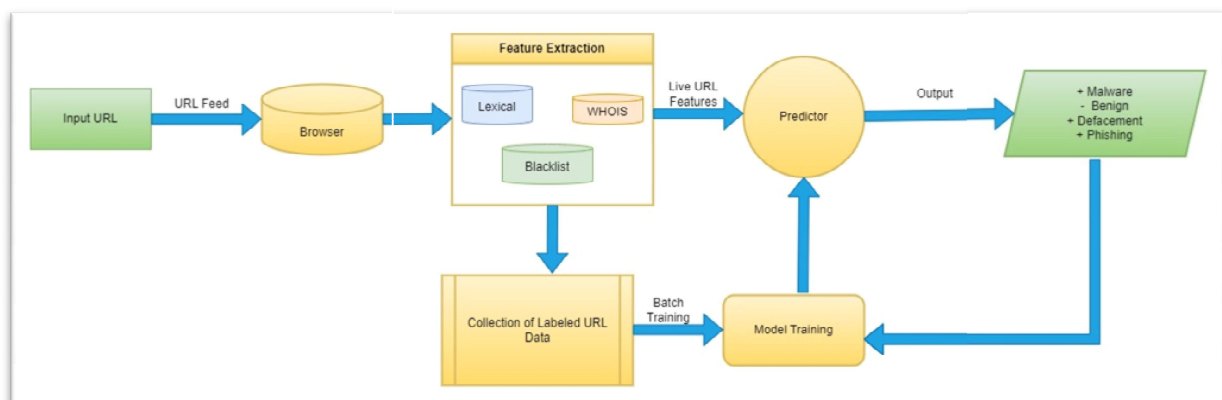 Feature Extraction
Input URL
URL Feed
Browser
Lexical
WHOIS
Blacklist
Live URL
Features
Predictor
Output
+ Malware
- Benign
+ Defacement
+ Phishing
Collection of Labeled URL
Data
Batch
Training
Model Training